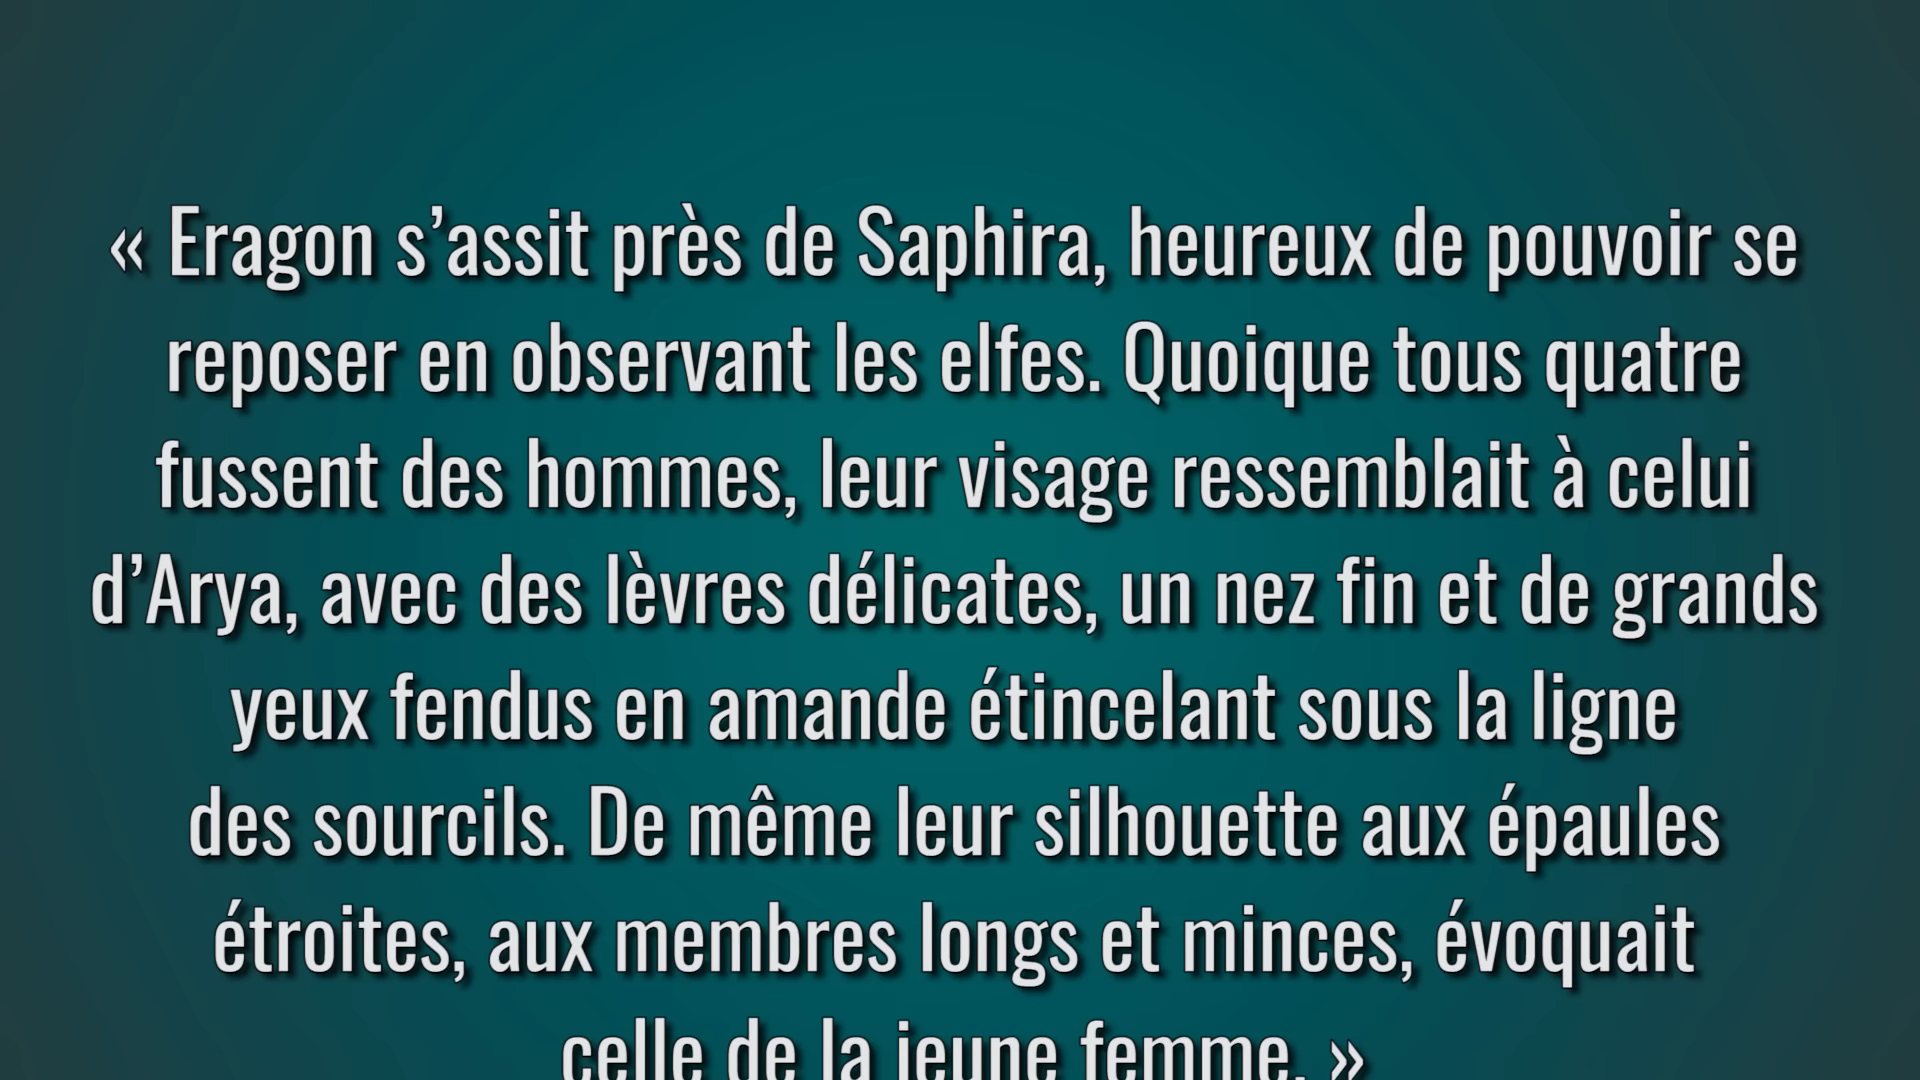 « Eragon s’assit près de Saphira, heureux de pouvoir se
reposer en observant les elfes. Quoique tous quatre
fussent des hommes, leur visage ressemblait à celui
d’Arya, avec des lèvres délicates, un nez fin et de grands
yeux fendus en amande étincelant sous la ligne
des sourcils. De même leur silhouette aux épaules
étroites, aux membres longs et minces, évoquait
celle de la jeune femme. »